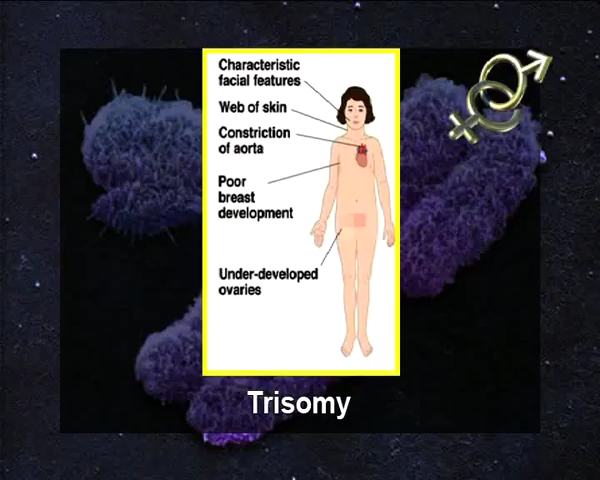 Characteristic
facial features
Web of skin
Constriction
of aorta
Poor
breast
development
Under-developed
ovaries
Trisomy